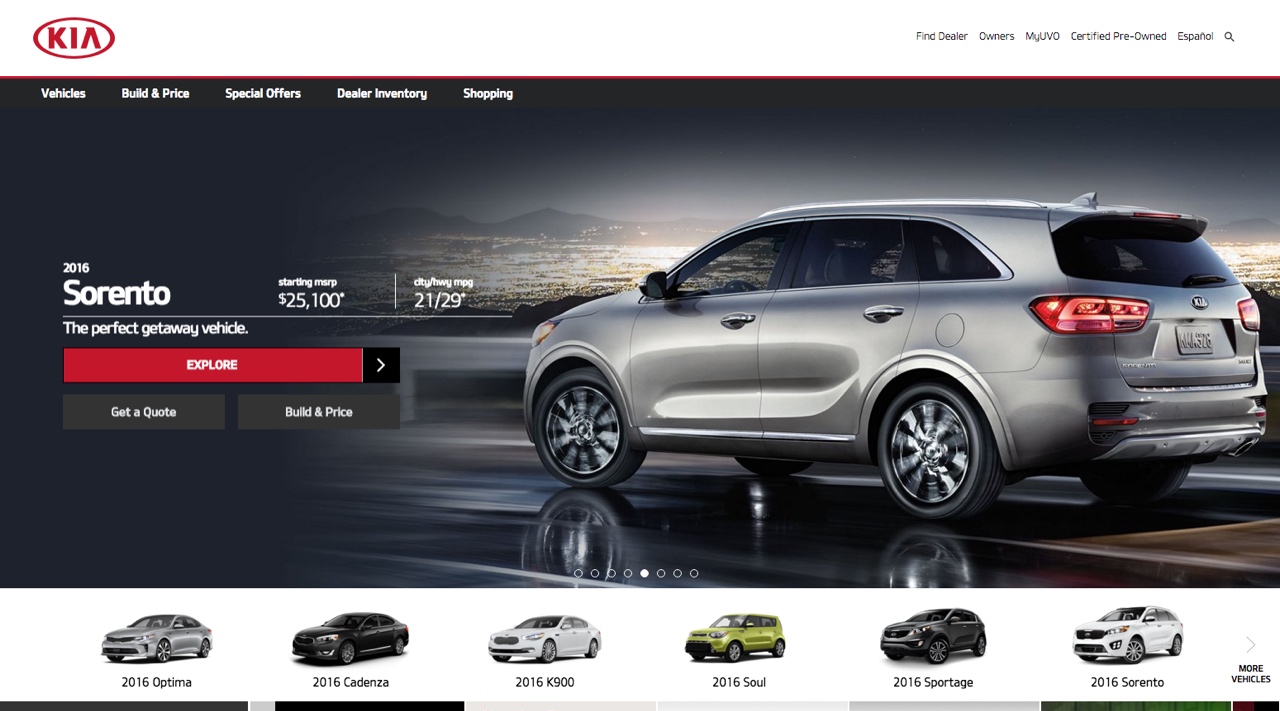 KIA
Find Dealer Owners MyUVO Certified Pre-Owned Español
Vehicles Build & Price Special Offers Dealer Inventory Shopping
2016
Sorento
starting msrp
$25,100*
city/hwy mpg
21/29*
The perfect getaway vehicle.
EXPLORE
Get a Quote Build & Price
KIA
2016 Optima 2016 Cadenza 2016 K900 2016 Soul 2016 Sportage 2016 Sorento
MORE
VEHICLES